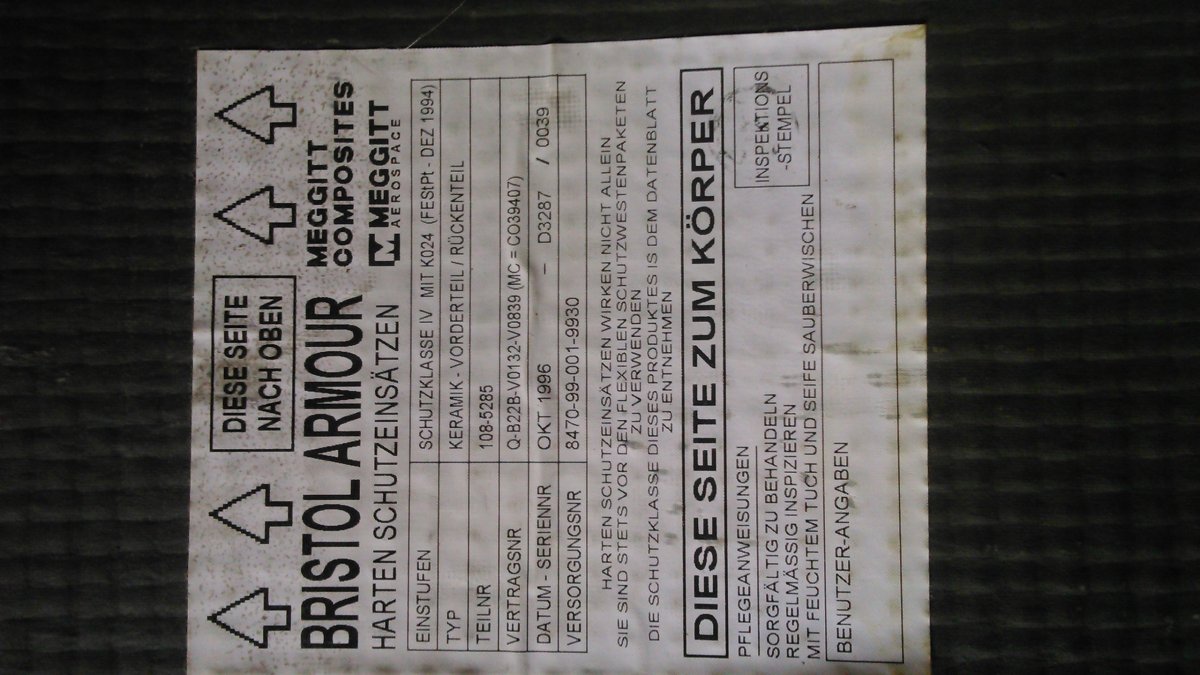 DIESE SEITE
NACH OBEN
BRISTOL ARMOUR
MEGGITT
COMPOSITES
HARTEN SCHUTZEINSÄTZEN
MEGGITT
AEROSPACE
EINSTUFEN SCHUTZKLASSE IV MIT K024 (FEStPt - DEZ 1994)
TYP KERAMIK - VORDERTEIL / RÜCKENTEIL
TEILNR 108-5285
VERTRAGSNR Q-B22B-V0132-V0839 (MC = CO39407)
DATUM - SERIENNR OKT 1996 – D3287 / 0039
VERSORGUNGSNR 8470-99-001-9930
HARTEN SCHUTZEINSÄTZEN WIRKEN NICHT ALLEIN
SIE SIND STETS VOR DEN FLEXIBLEN SCHUTZWESTENPAKETEN
ZU VERWENDEN
DIE SCHUTZKLASSE DIESES PRODUKTES IS DEM DATENBLATT
ZU ENTNEHMEN
DIESE SEITE ZUM KÖRPER
PFLEGEANWEISUNGEN
SORGFÄLTIG ZU BEHANDELN
REGELMÄSSIG INSPIZIEREN
MIT FEUCHTEM TUCH UND SEIFE SAUBERWISCHEN
INSPEKTIONS
-STEMPEL
BENUTZER-ANGABEN